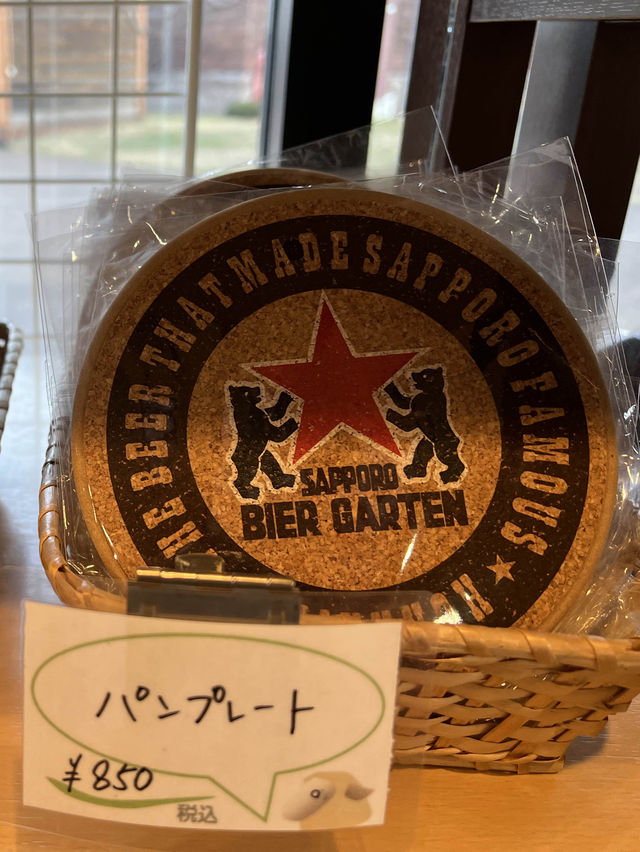 THE BEER THAT MADE SAPPORO FAMOUS ★
SAPPORO
BIER GARTEN
パンプレート
¥850
税込